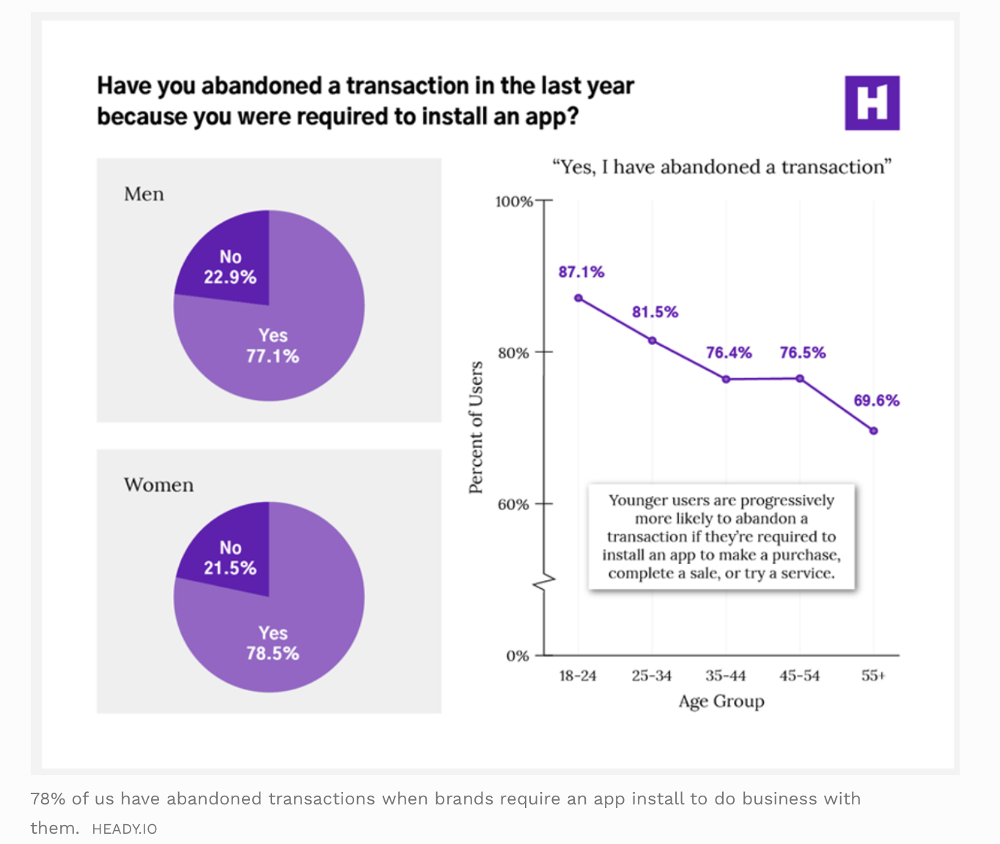 Have you abandoned a transaction in the last year
because you were required to install an app?
H
Men
No
22.9%
Yes
77.1%
Women
No
21.5%
Yes
78.5%
“Yes, I have abandoned a transaction”
Percent of Users
100%
80%
60%
0%
87.1%
81.5%
76.4%
76.5%
69.6%
Younger users are progressively
more likely to abandon a
transaction if they’re required to
install an app to make a purchase,
complete a sale, or try a service.
18-24
25-34
35-44
45-54
55+
Age Group
78% of us have abandoned transactions when brands require an app install to do business with
them. HEADY.IO